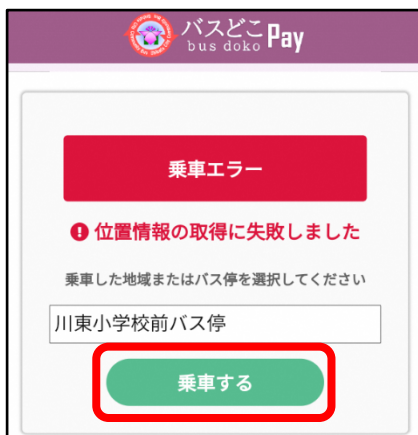 バスどこ Pay
bus doko
乗車エラー
位置情報の取得に失敗しました
乗車した地域またはバス停を選択してください
川東小学校前バス停
乗車する